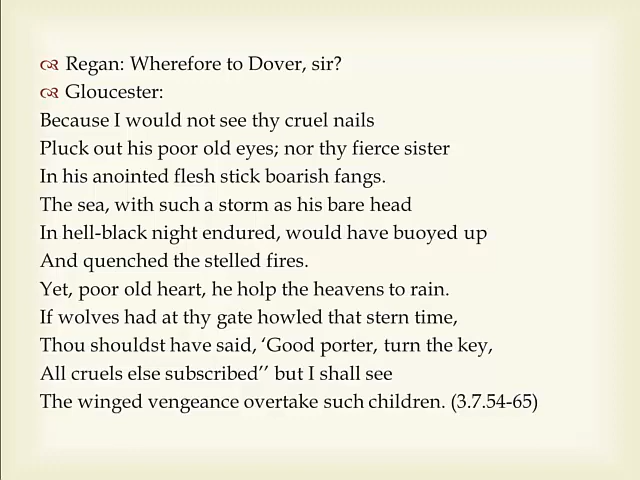 Regan: Wherefore to Dover, sir?
Gloucester:
Because I would not see thy cruel nails
Pluck out his poor old eyes; nor thy fierce sister
In his anointed flesh stick boarish fangs.
The sea, with such a storm as his bare head
In hell-black night endured, would have buoyed up
And quenched the stelled fires.
Yet, poor old heart, he holp the heavens to rain.
If wolves had at thy gate howled that stern time,
Thou shouldst have said, ‘Good porter, turn the key,
All cruels else subscribed’’ but I shall see
The winged vengeance overtake such children. (3.7.54-65)